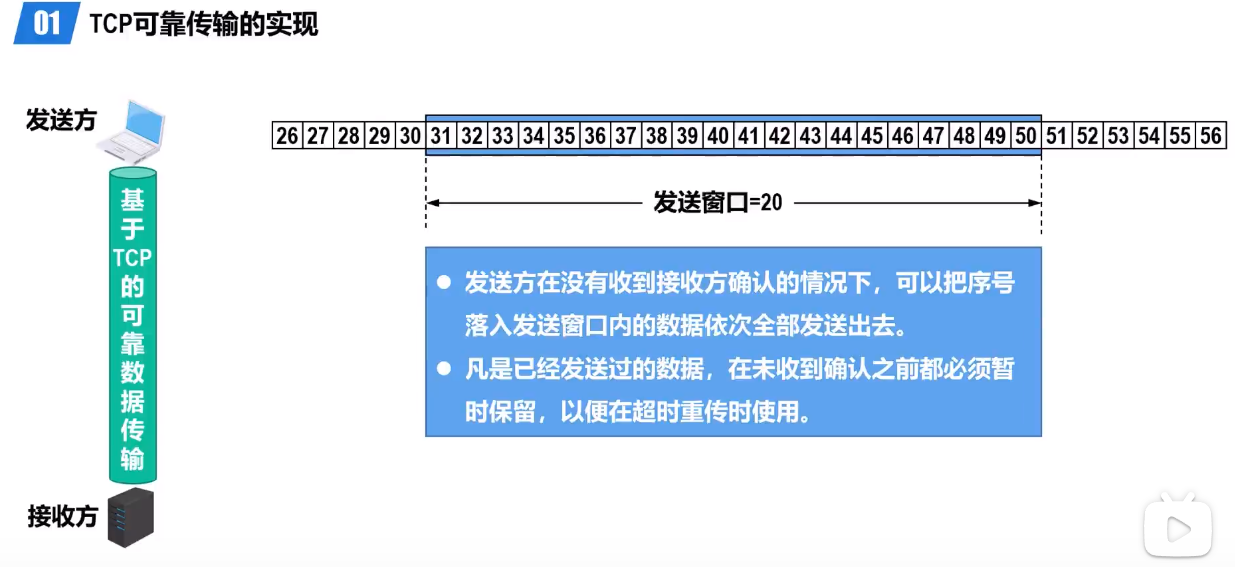 01 TCP可靠传输的实现
发送方
26 27 28 29 30 31 32 33 34 35 36 37 38 39 40 41 42 43 44 45 46 47 48 49 50 51 52 53 54 55 56
发送窗口=20
基于TCP的可靠数据传输
● 发送方在没有收到接收方确认的情况下，可以把序号
落入发送窗口内的数据依次全部发送出去。
● 凡是已经发送过的数据，在未收到确认之前都必须暂
时保留，以便在超时重传时使用。
接收方